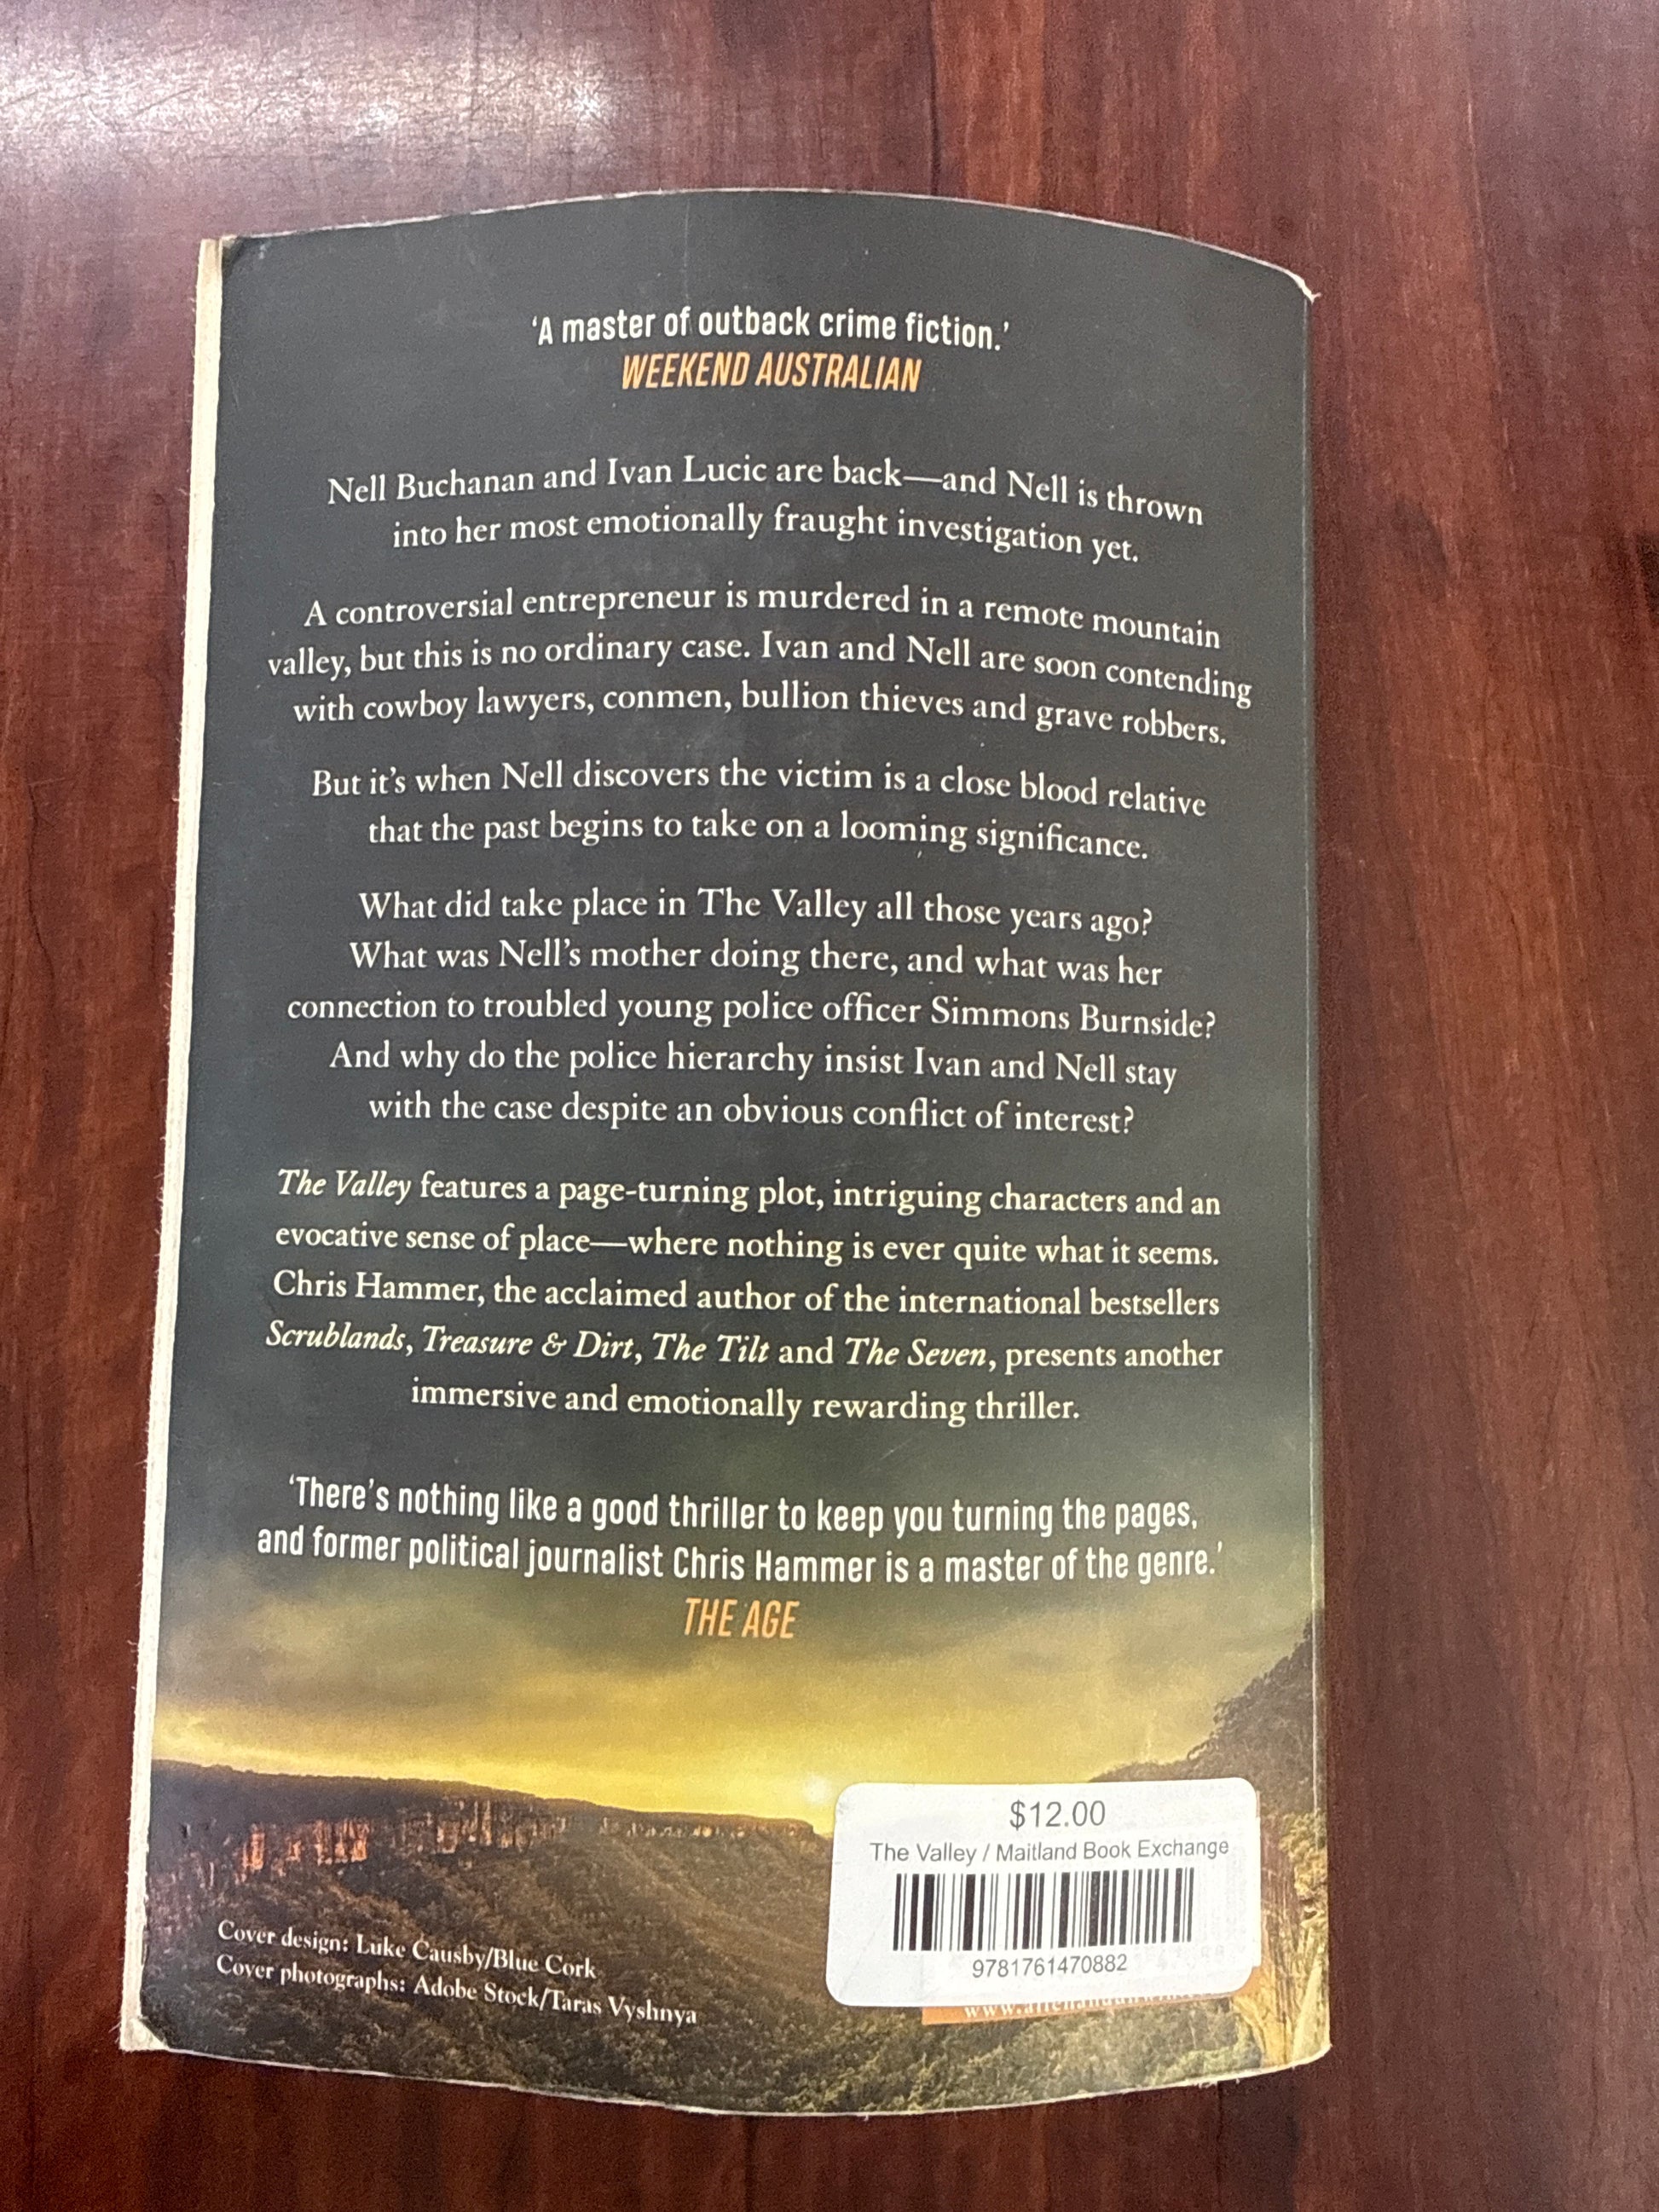 ‘A master of outback crime fiction.’
WEEKEND AUSTRALIAN
Nell Buchanan and Ivan Lucic are back—and Nell is thrown
into her most emotionally fraught investigation yet.
A controversial entrepreneur is murdered in a remote mountain
valley, but this is no ordinary case. Ivan and Nell are soon contending
with cowboy lawyers, conmen, bullion thieves and grave robbers.
But it’s when Nell discovers the victim is a close blood relative
that the past begins to take on a looming significance.
What did take place in The Valley all those years ago?
What was Nell’s mother doing there, and what was her
connection to troubled young police officer Simmons Burnside?
And why do the police hierarchy insist Ivan and Nell stay
with the case despite an obvious conflict of interest?
The Valley features a page-turning plot, intriguing characters and an
evocative sense of place—where nothing is ever quite what it seems.
Chris Hammer, the acclaimed author of the international bestsellers
Scrublands, Treasure & Dirt, The Tilt and The Seven, presents another
immersive and emotionally rewarding thriller.
‘There’s nothing like a good thriller to keep you turning the pages,
and former political journalist Chris Hammer is a master of the genre.’
THE AGE
$12.00
The Valley / Maitland Book Exchange
9781761470882
Cover design: Luke Causby/Blue Cork
Cover photographs: Adobe Stock/Taras Vyshnya